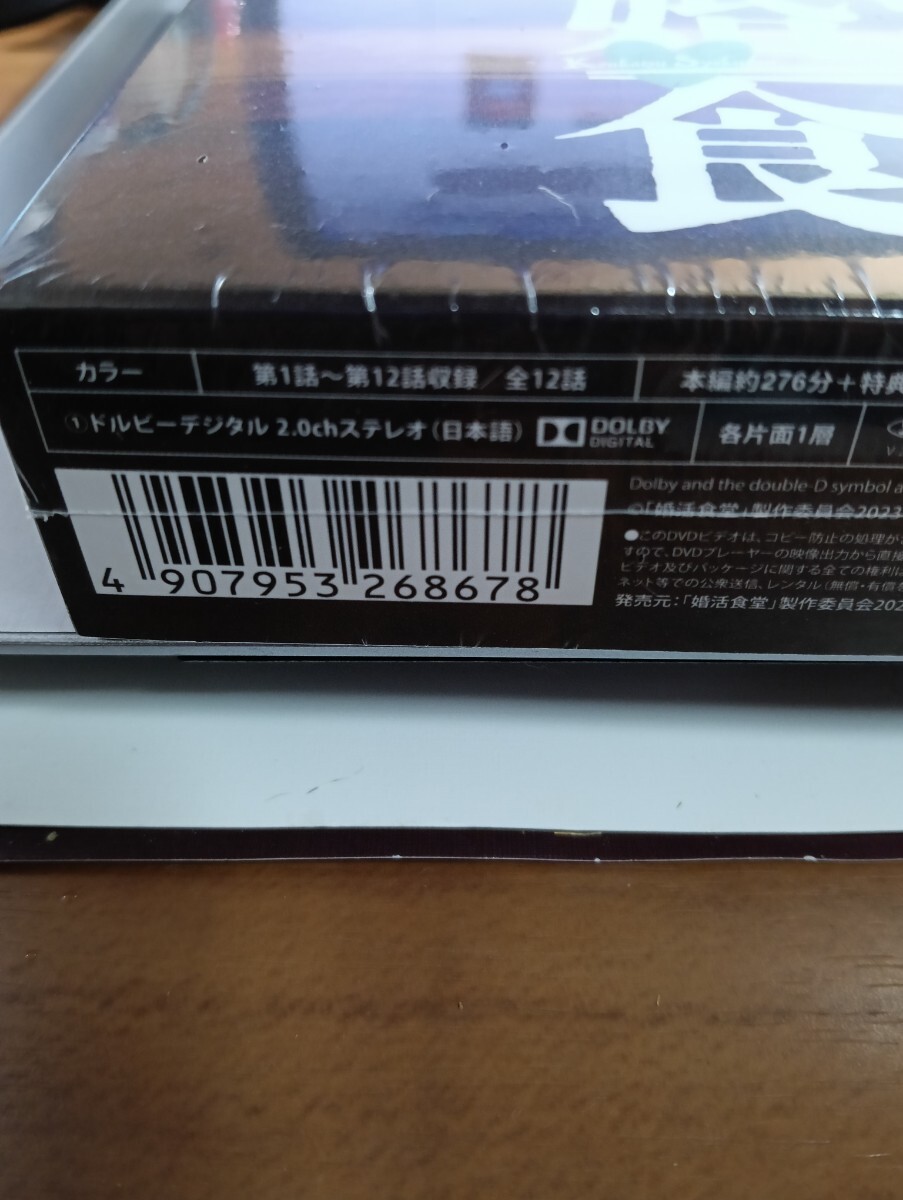 食
カラー 第1話～第12話収録／全12話 本編約276分＋特典
①ドルビーデジタル 2.0chステレオ(日本語) DOLBY DIGITAL 各片面1層
Dolby and the double-D symbol a
©「婚活食堂」製作委員会2023
●このDVDビデオは、コピー防止の処理が
すので、DVDプレーヤーの映像出力から直接
ビデオ及びパッケージに関する全ての権利は
ネット等での公衆送信、レンタル(無償・有償を
発売元:「婚活食堂」製作委員会202
4 907953 268678